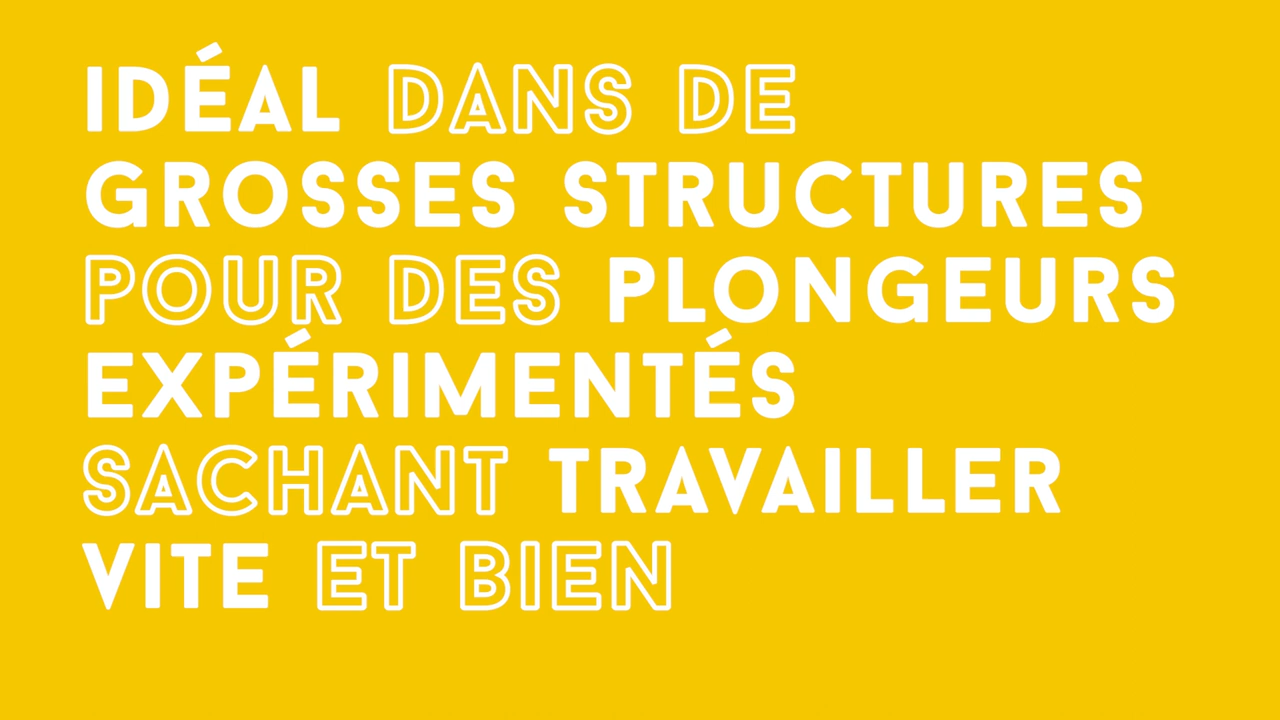 IDÉAL DANS DE
GROSSES STRUCTURES
POUR DES PLONGEURS
EXPÉRIMENTÉS
SACHANT TRAVAILLER
VITE ET BIEN